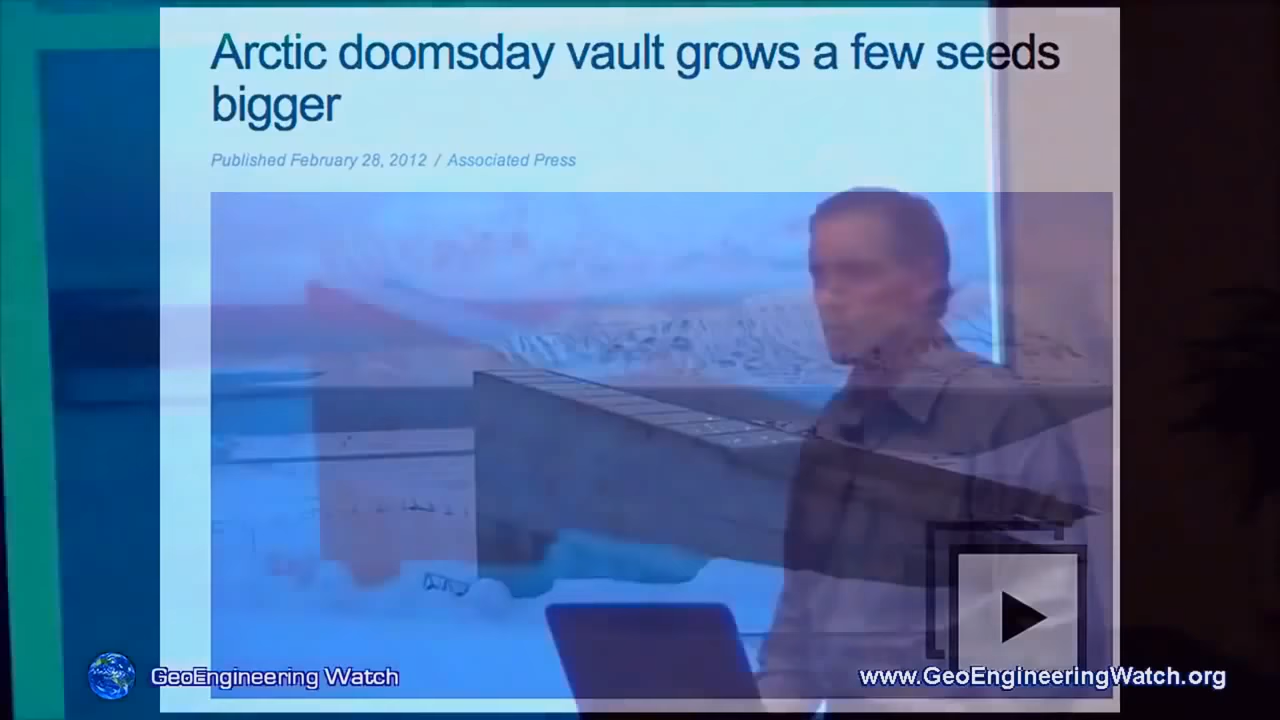 Arctic doomsday vault grows a few seeds
bigger
Published February 28, 2012 / Associated Press
GeoEngineering Watch
www.GeoEngineeringWatch.org